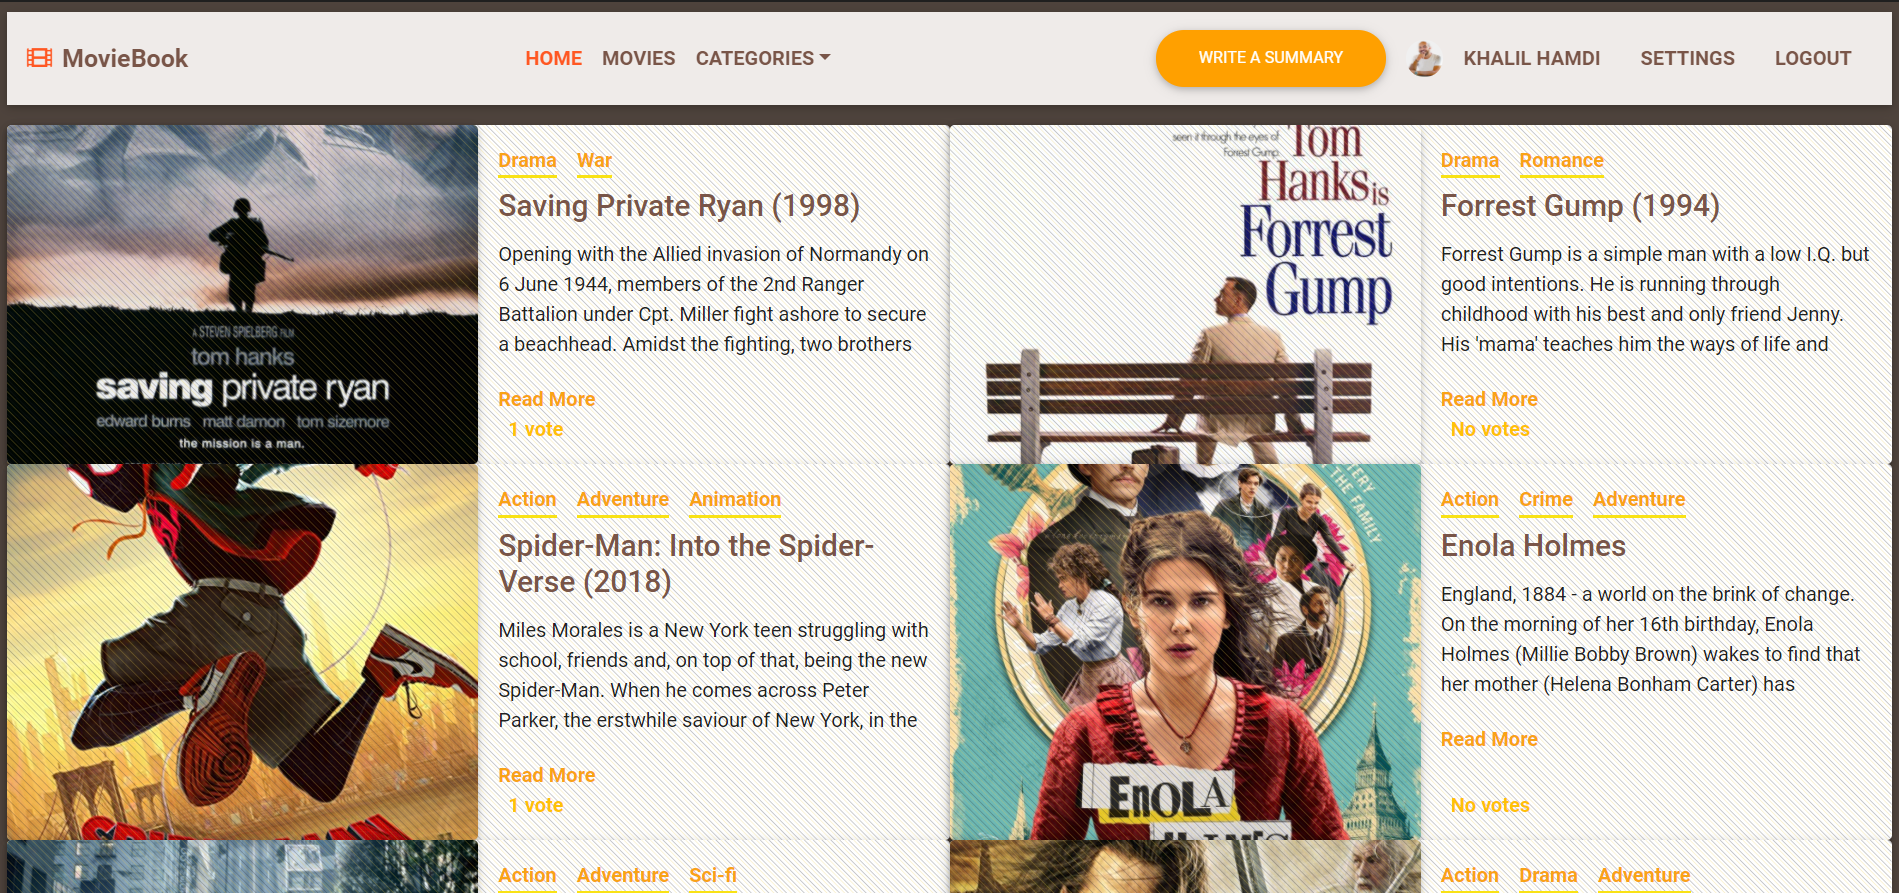 MovieBook
HOME MOVIES CATEGORIES
WRITE A SUMMARY
KHALIL HAMDI SETTINGS LOGOUT
A STEVEN SPIELBERG FILM
tom hanks
saving private ryan
edward burns matt damon tom sizemore
the mission is a man.
Drama War
Saving Private Ryan (1998)
Opening with the Allied invasion of Normandy on
6 June 1944, members of the 2nd Ranger
Battalion under Cpt. Miller fight ashore to secure
a beachhead. Amidst the fighting, two brothers
Read More
1 vote
seen it through the eyes of
Forrest Gump
Tom
Hanks is
Forrest
Gump
Drama Romance
Forrest Gump (1994)
Forrest Gump is a simple man with a low I.Q. but
good intentions. He is running through
childhood with his best and only friend Jenny.
His 'mama' teaches him the ways of life and
Read More
No votes
Action Adventure Animation
Spider-Man: Into the Spider-
Verse (2018)
Miles Morales is a New York teen struggling with
school, friends and, on top of that, being the new
Spider-Man. When he comes across Peter
Parker, the erstwhile saviour of New York, in the
Read More
1 vote
THE FAMILY
ENOLA
Action Crime Adventure
Enola Holmes
England, 1884 - a world on the brink of change.
On the morning of her 16th birthday, Enola
Holmes (Millie Bobby Brown) wakes to find that
her mother (Helena Bonham Carter) has
Read More
No votes
Action Adventure Sci-fi
Action Drama Adventure